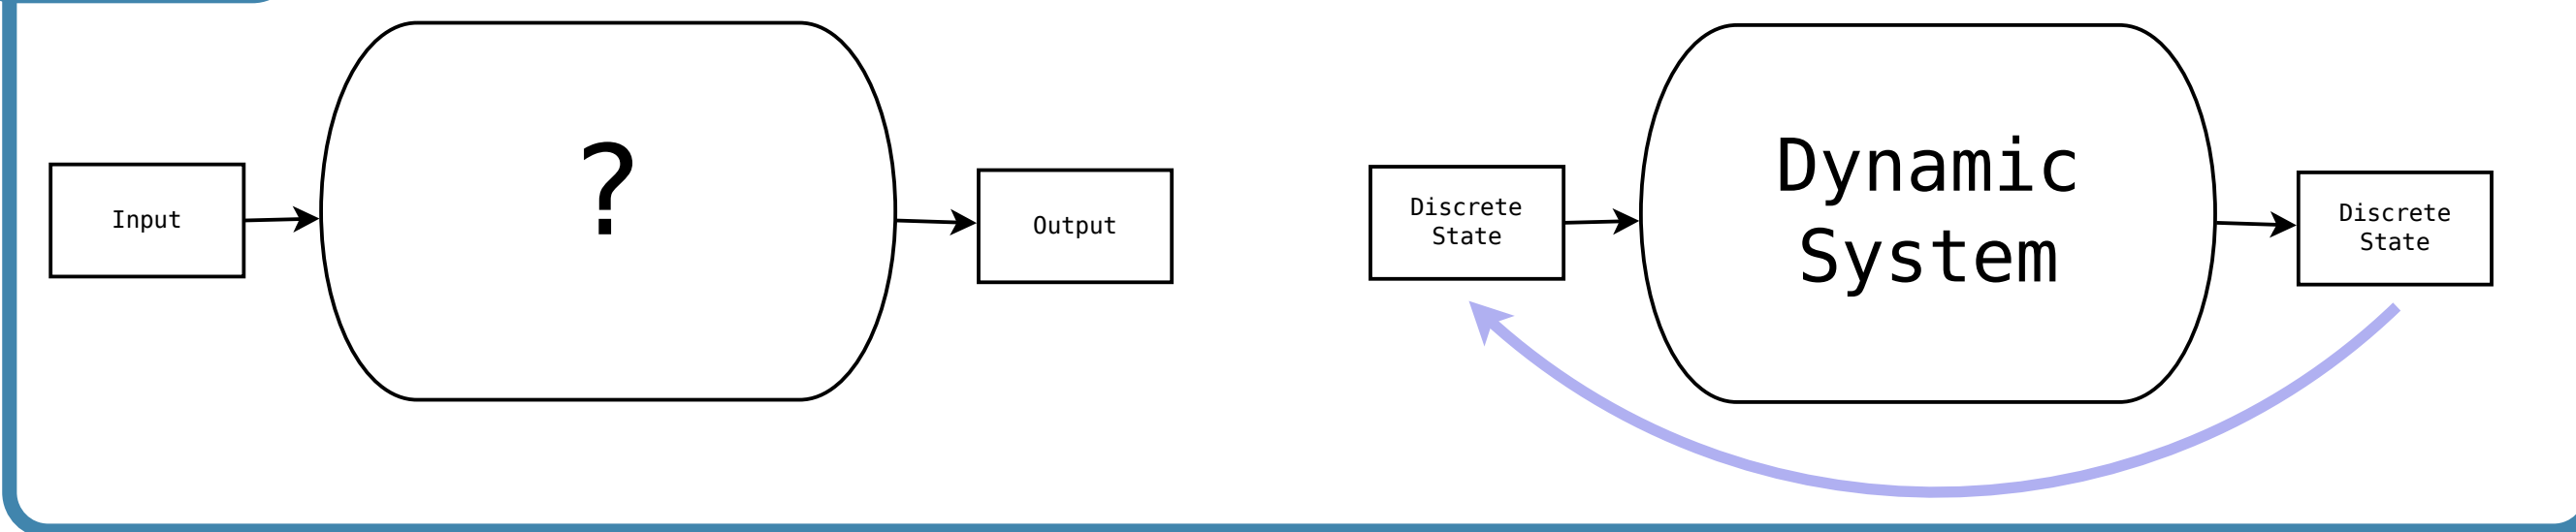 Input
?
Output
Discrete
State
Dynamic
System
Discrete
State